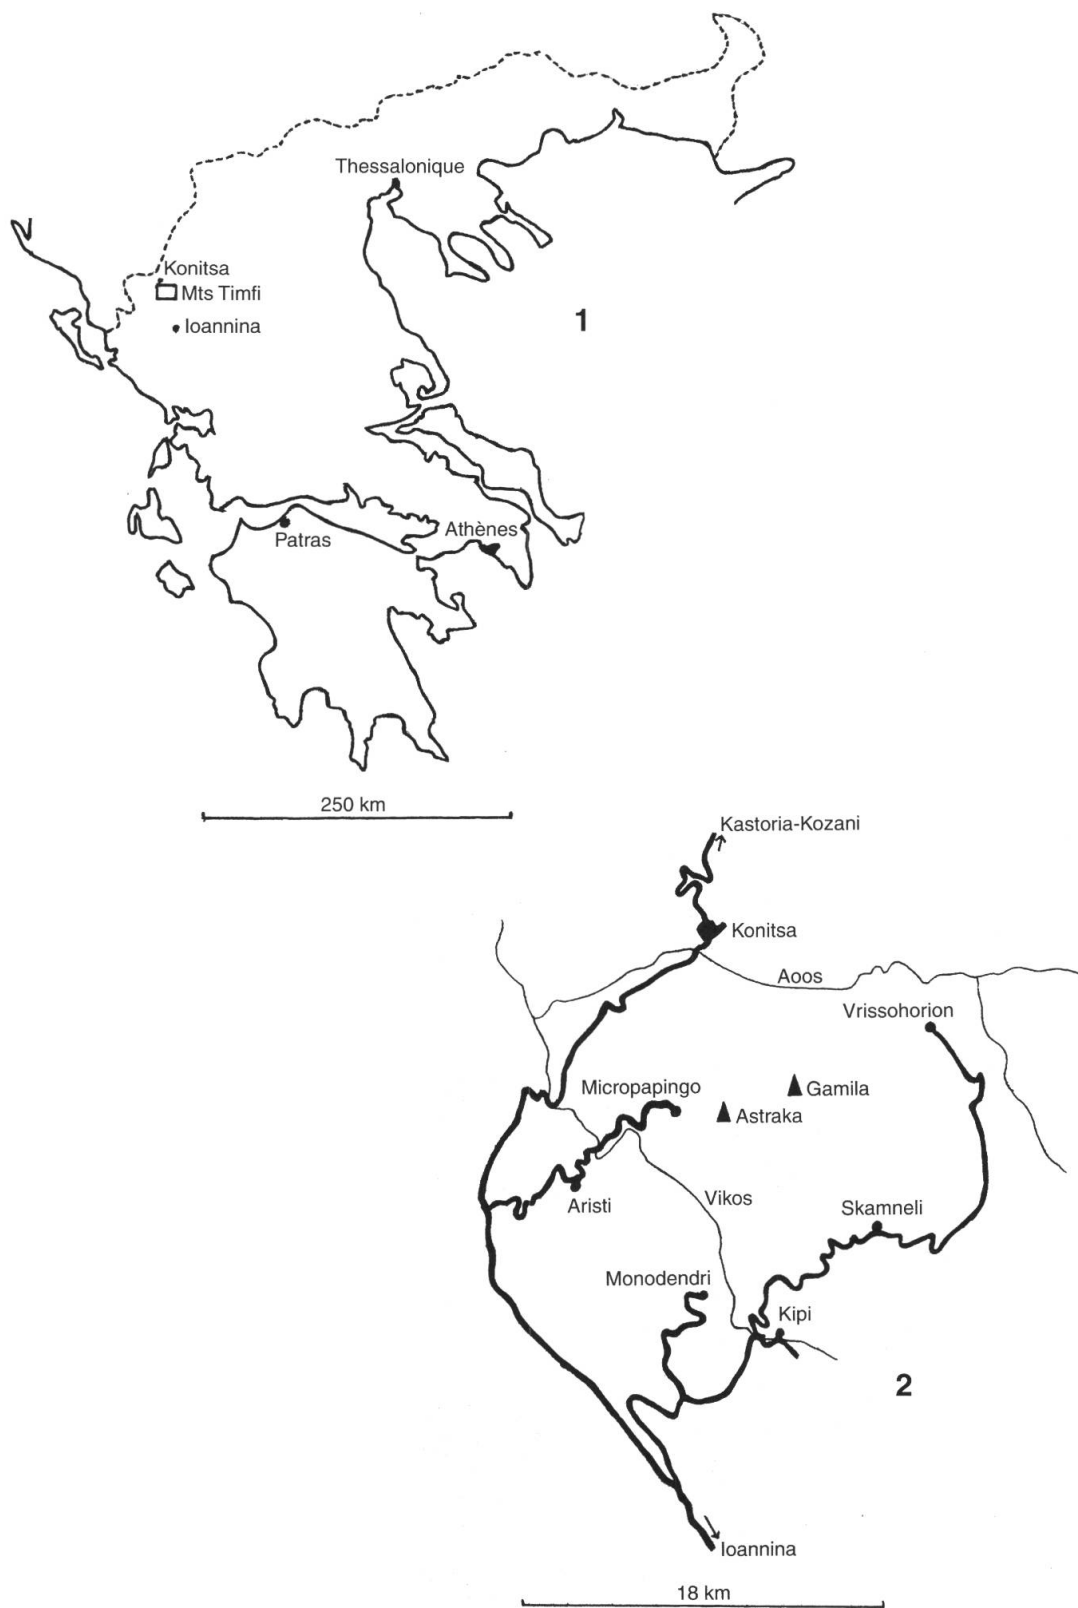 Thessalonique
Konitsa
Mts Timfi
Ioannina
1
Patras
Athènes
250 km
Kastoria-Kozani
Konitsa
Aoos
Vrissohorion
Micropapingo
Gamila
Astraka
Aristi
Vikos
Skamneli
Monodendri
Kipi
2
Ioannina
18 km